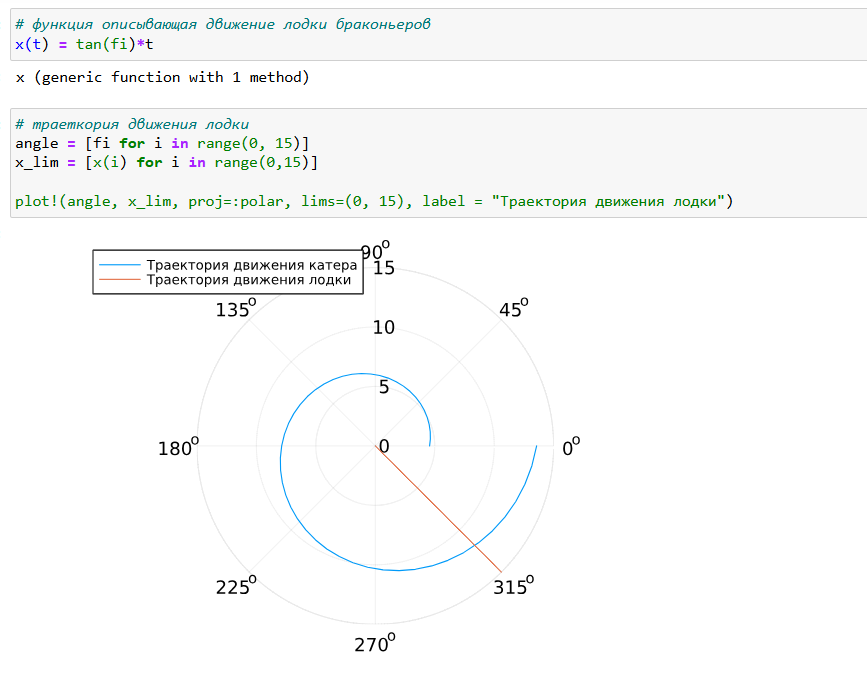 # функция описывающая движение лодки браконьеров
x(t) = tan(fi)*t
x (generic function with 1 method)
# траеткория движения лодки
angle = [fi for i in range(0, 15)]
x_lim = [x(i) for i in range(0,15)]
plot!(angle, x_lim, proj=:polar, lims=(0, 15), label = "Траектория движения лодки")
Траектория движения катера
Траектория движения лодки
90°
15
135°
45°
10
5
180°
0
0°
225°
315°
270°